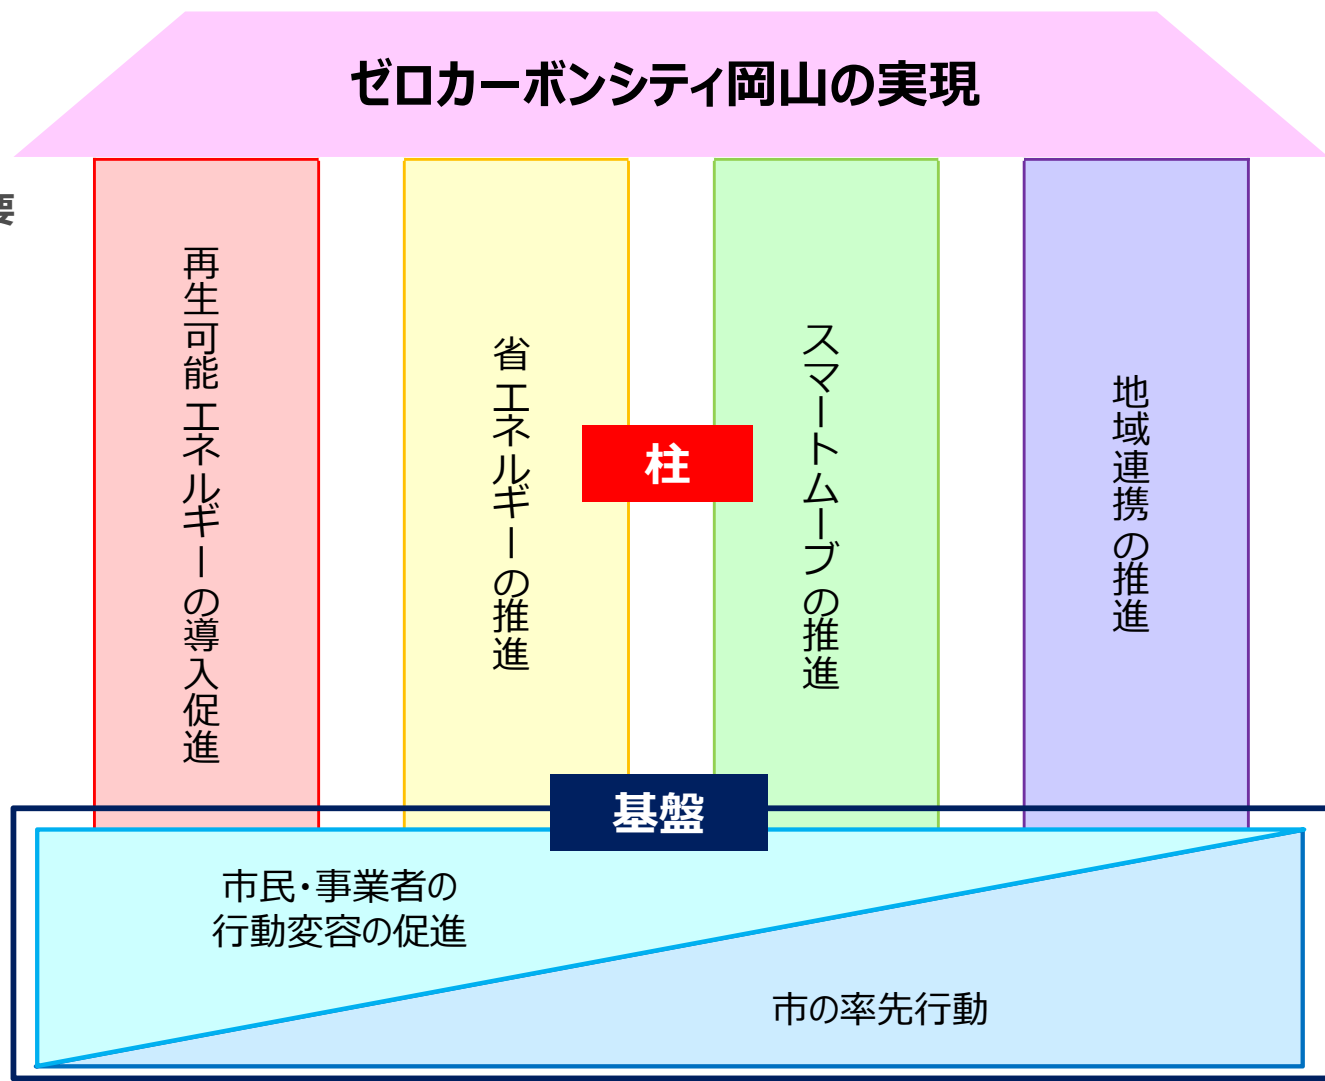 ゼロカーボンシティ岡山の実現
要
再生可能エネルギーの導入促進
省エネルギーの推進
柱
スマートムーブの推進
地域連携の推進
基盤
市民・事業者の
行動変容の促進
市の率先行動